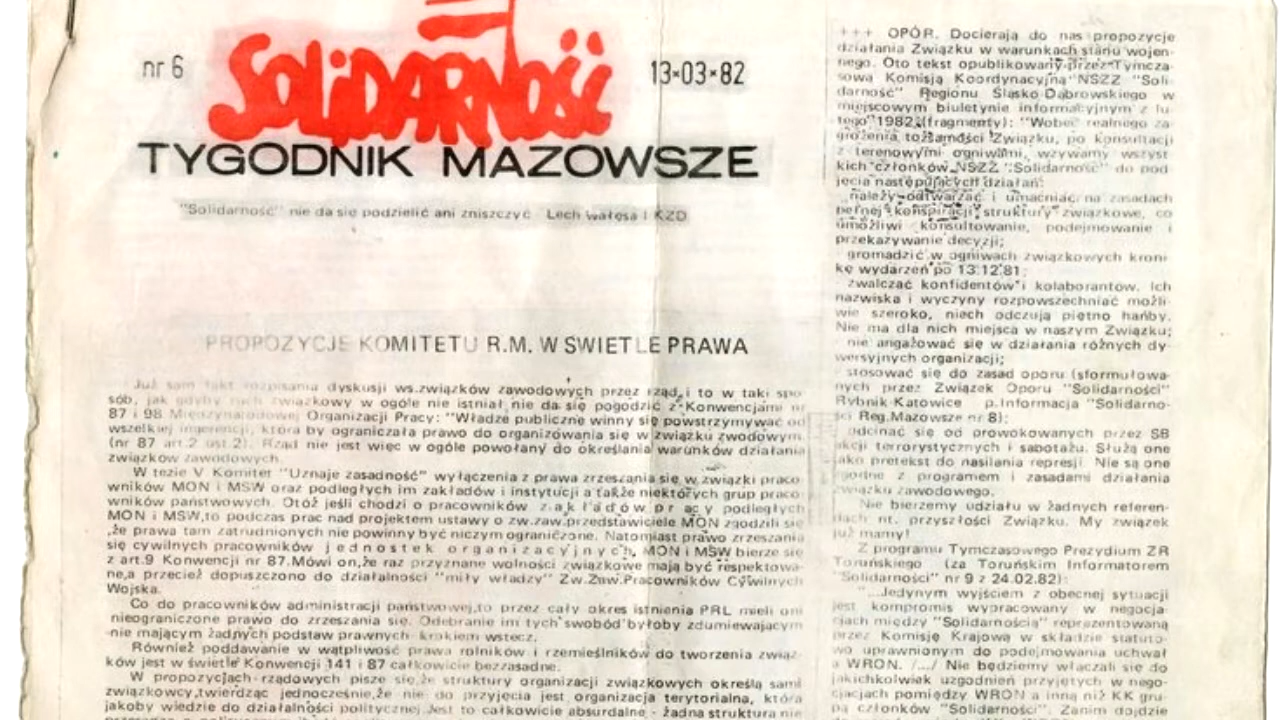 nr 6
SOLiDARNOŚĆ
13·03·82
TYGODNIK MAZOWSZE
"Solidarność" nie da się podzielić ani zniszczyć Lech Wałęsa i KZD
PROPOZYCJE KOMITETU R.M. W ŚWIETLE PRAWA
Już sam fakt rozpisania dyskusji ws.związków zawodowych przez rząd,i to w taki spo
sób, jak gdyby ruch związkowy w ogóle nie istniał,nie da się pogodzić z Konwencjami nr
87 i 98 Międzynarodowej Organizacji Pracy: "Władze publiczne winny się powstrzymywać od
wszelkiej ingerencji, która by ograniczała prawo do organizowania się w związku zwodowym
(nr 87 art.2 ust.2). Rząd nie jest więc w ogóle powołany do określania warunków działania
związków zawodowych.
W tezie V Komitet "Uznaje zasadność" wyłączenia z prawa zrzeszania się w związki praco
wników MON i MSW oraz podległych im zakładów i instytucji a także niektórych grup praco
wników państwowych. Otóż jeśli chodzi o pracowników z a k ł a d ó w p r a c y podległych
MON i MSW,to podczas prac nad projektem ustawy o zw.zaw.przedstawiciele MON zgodzili się
,że prawa tam zatrudnionych nie powinny być niczym ograniczone. Natomiast prawo zrzeszania
się cywilnych pracowników j e d n o s t e k o r g a n i z a c y j n y c h, MON i MSW bierze się
z art.9 Konwencji nr 87.Mówi on,że raz przyznane wolności związkowe mają być respektowa-
ne,a przecież dopuszczono do działalności "miły władzy" Zw.Zaw.Pracowników Cywilnych
Wojska.
Co do pracowników administracji państwowej,to przez cały okres istnienia PRL mieli oni
nieograniczone prawo do zrzeszania się. Odebranie im tych swobód byłoby zdumiewającym
nie mającym żadnych podstaw prawnych krokiem wstecz.
Również poddawanie w wątpliwość prawa rolników i rzemieślników do tworzenia związ-
ków jest w świetle Konwencji 141 i 87 całkowicie bezzasadne.
W propozycjach rządowych pisze się,że struktury organizacji związkowych określą sami
związkowcy,twierdząc jednocześnie,że nie do przyjęcia jest organizacja terytorialna, która
jakoby wiedzie do działalności politycznej.Jest to całkowicie absurdalne - żadna struktura nie
+++ OPÓR. Docierają do nas propozycje
działania Związku w warunkach stanu wojen-
nego. Oto tekst opublikowany przez Tymcza-
sową Komisją Koordynacyjną NSZZ "Soli-
darność" Regionu Śląsko-Dąbrowskiego w
miejscowym biuletynie informacyjnym z lu-
tego 1982 (fragmenty): "Wobec realnego za-
grożenia tożsamości Związku, po konsultacji
z terenowymi ogniwami, wzywamy wszyst
kich członków NSZZ "Solidarność" do pod
jęcia następujących działań:
należy odtwarzać i umacniać na zasadach
pełnej konspiracji struktury związkowe, co
umożliwi konsultowanie, podejmowanie i
przekazywanie decyzji;
gromadzić w ogniwach związkowych kroni
kę wydarzeń po 13.12.81;
zwalczać konfidentów i kolaborantów. Ich
nazwiska i wyczyny rozpowszechniać możli-
wie szeroko, niech odczują piętno hańby.
Nie ma dla nich miejsca w naszym Związku;
nie angażować się w działania różnych dy
wersyjnych organizacji;
stosować się do zasad oporu (sformułowa-
nych przez Związek Oporu "Solidarności"
Rybnik-Katowice p.Informacja "Solidarno-
ści Reg.Mazowsze nr 8);
odcinać się od prowokowanych przez SB
akcji terrorystycznych i sabotażu. Służą one
jako pretekst do nasilania represji. Nie są one
zgodne z programem i zasadami działania
związku zawodowego.
Nie bierzemy udziału w żadnych referen-
dach nt. przyszłości Związku. My związek
już mamy!
Z programu Tymczasowego Prezydium ZR
Toruńskiego (za Toruńskim Informatorem
"Solidarności" nr 9 z 24.02.82):
"...Jedynym wyjściem z obecnej sytuacji
jest kompromis wypracowany w negocja-
cjach między "Solidarnością" reprezentowaną
przez Komisję Krajową w składzie statuto-
wo uprawnionym do podejmowania uchwał
a WRON. /.../ Nie będziemy włączali się do
jakichkolwiek uzgodnień przyjętych w nego-
cjacjach pomiędzy WRON a inną niż KK gru-
pą członków "Solidarności". Zanim dojdzie